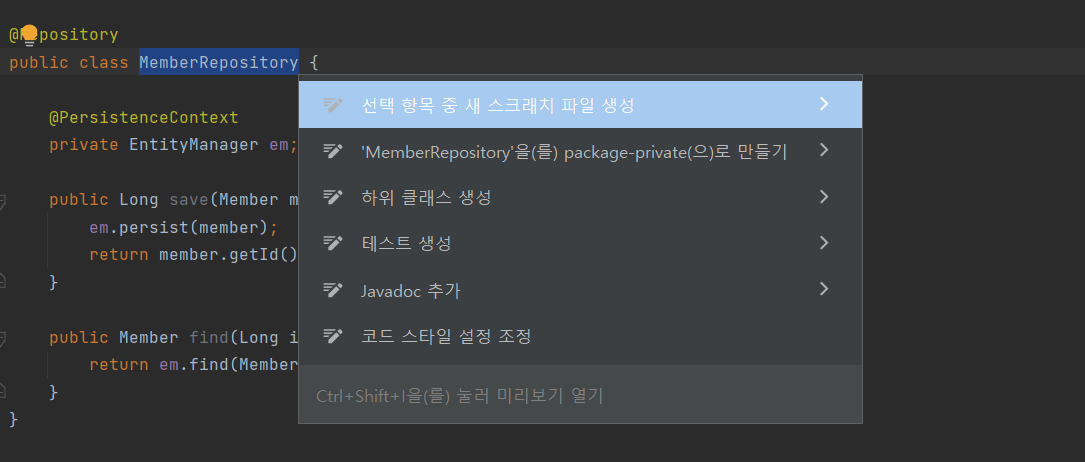 @Repository
public class MemberRepository {
선택 항목 중 새 스크래치 파일 생성
@PersistenceContext
private EntityManager em;
'MemberRepository'을(를) package-private(으)로 만들기
public Long save(Member m
하위 클래스 생성
em.persist(member);
테스트 생성
return member.getId()
}
Javadoc 추가
public Member find(Long i
코드 스타일 설정 조정
return em.find(Member
}
Ctrl+Shift+I을(를) 눌러 미리보기 열기
}